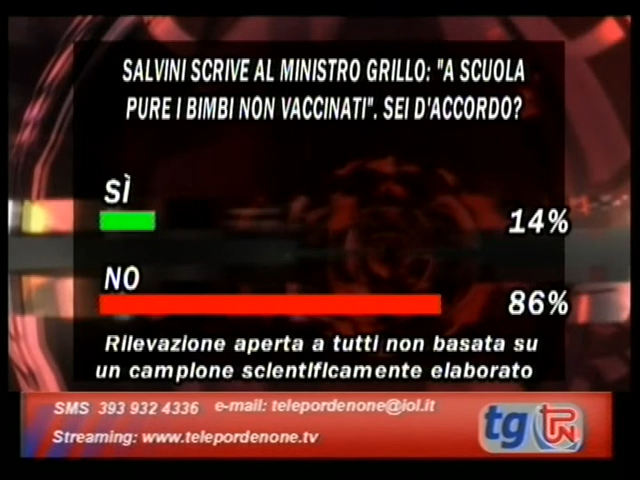 SALVINI SCRIVE AL MINISTRO GRILLO: "A SCUOLA
PURE I BIMBI NON VACCINATI". SEI D'ACCORDO?
SÌ
14%
NO
86%
Rilevazione aperta a tutti non basata su
un campione scientificamente elaborato
SMS 393 932 4336 e-mail: telepordenone@iol.it
Streaming: www.telepordenone.tv
tg TPN